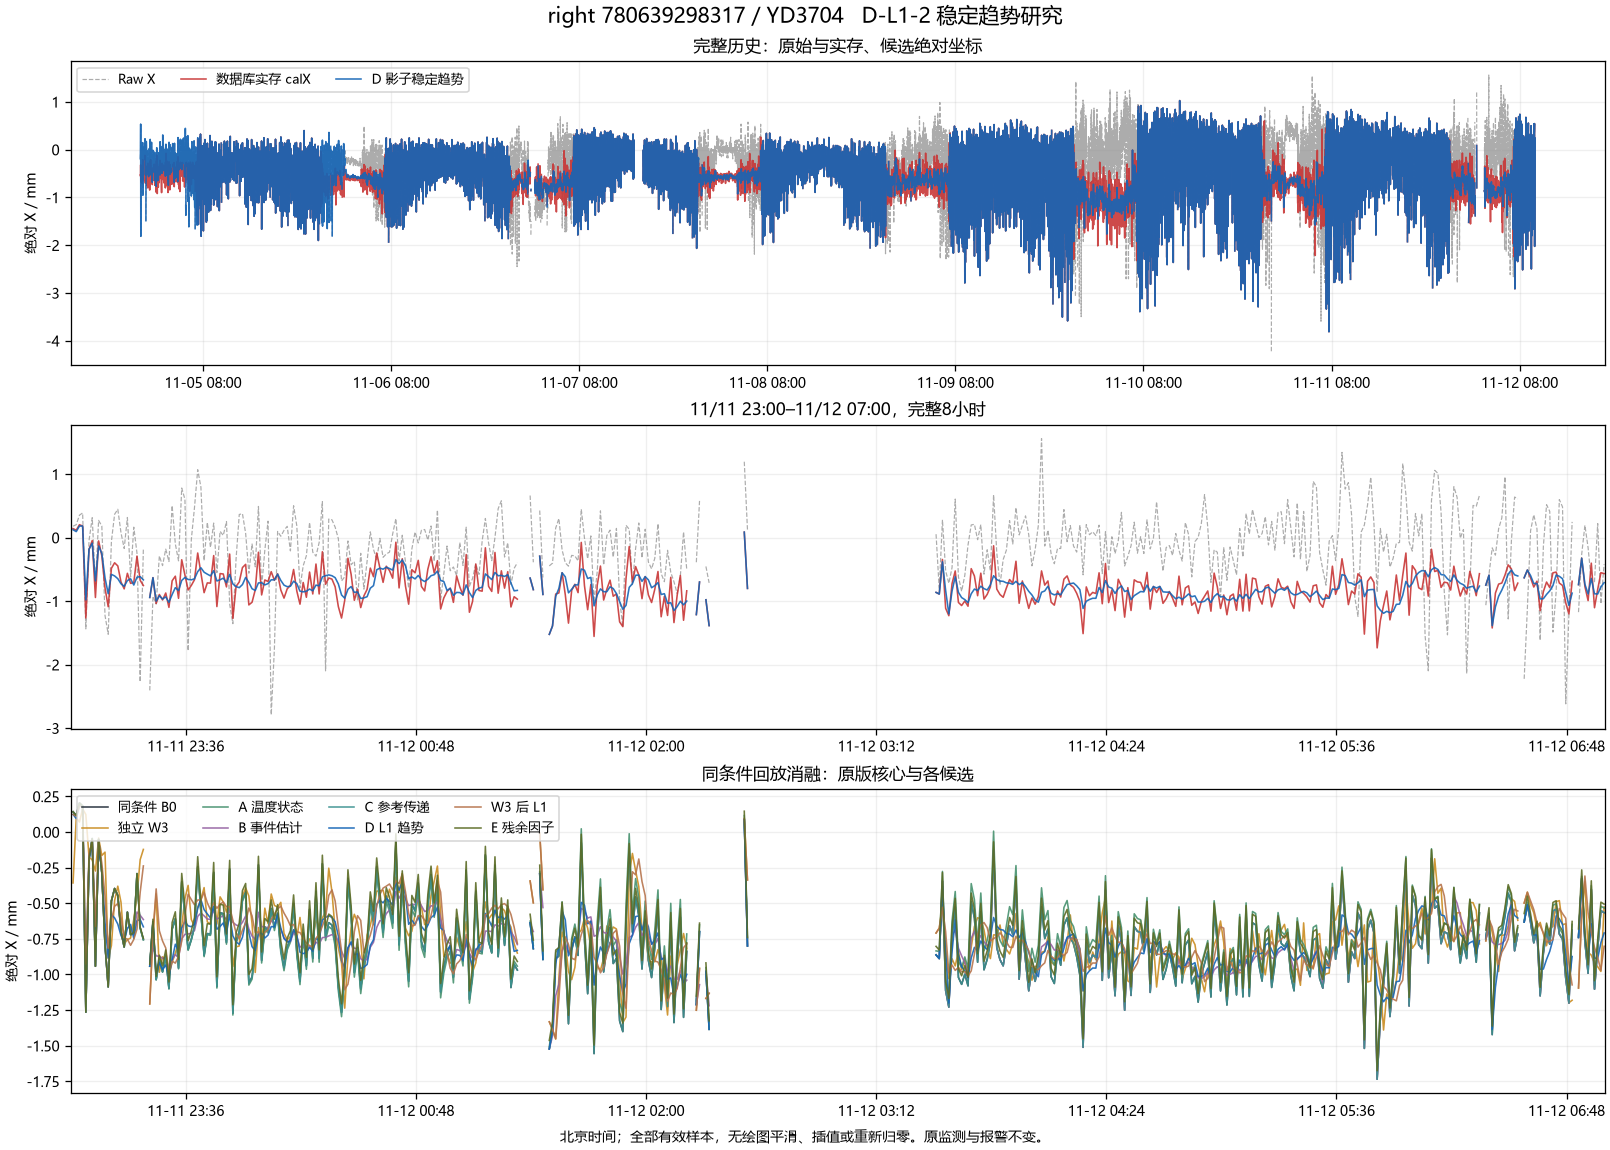 right 780639298317 / YD3704   D-L1-2 稳定趋势研究
完整历史：原始与实存、候选绝对坐标
Raw X
数据库实存 calX
D 影子稳定趋势
绝对 X / mm
1
0
-1
-2
-3
-4
11-05 08:00
11-06 08:00
11-07 08:00
11-08 08:00
11-09 08:00
11-10 08:00
11-11 08:00
11-12 08:00
11/11 23:00–11/12 07:00，完整8小时
绝对 X / mm
1
0
-1
-2
-3
11-11 23:36
11-12 00:48
11-12 02:00
11-12 03:12
11-12 04:24
11-12 05:36
11-12 06:48
同条件回放消融：原版核心与各候选
同条件 B0
A 温度状态
C 参考传递
W3 后 L1
独立 W3
B 事件估计
D L1 趋势
E 残余因子
绝对 X / mm
0.25
0.00
-0.25
-0.50
-0.75
-1.00
-1.25
-1.50
-1.75
11-11 23:36
11-12 00:48
11-12 02:00
11-12 03:12
11-12 04:24
11-12 05:36
11-12 06:48
北京时间；全部有效样本，无绘图平滑、插值或重新归零。原监测与报警不变。